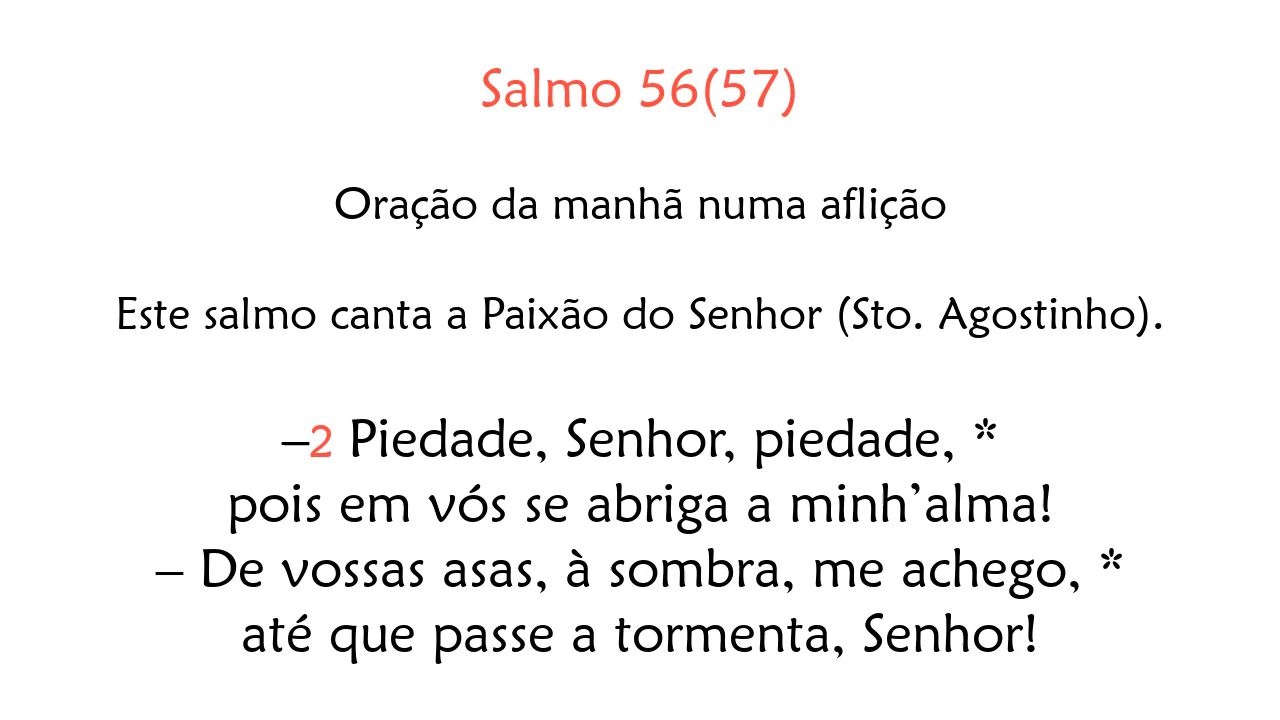 Salmo 56(57)
Oração da manhã numa aflição
Este salmo canta a Paixão do Senhor (Sto. Agostinho).
–2 Piedade, Senhor, piedade, *
pois em vós se abriga a minh’alma!
– De vossas asas, à sombra, me achego, *
até que passe a tormenta, Senhor!